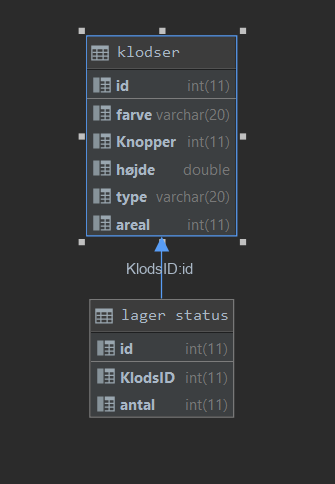 klodser
id int(11)
farve varchar(20)
Knopper int(11)
højde double
type varchar(20)
areal int(11)
KlodsID:id
lager status
id int(11)
KlodsID int(11)
antal int(11)